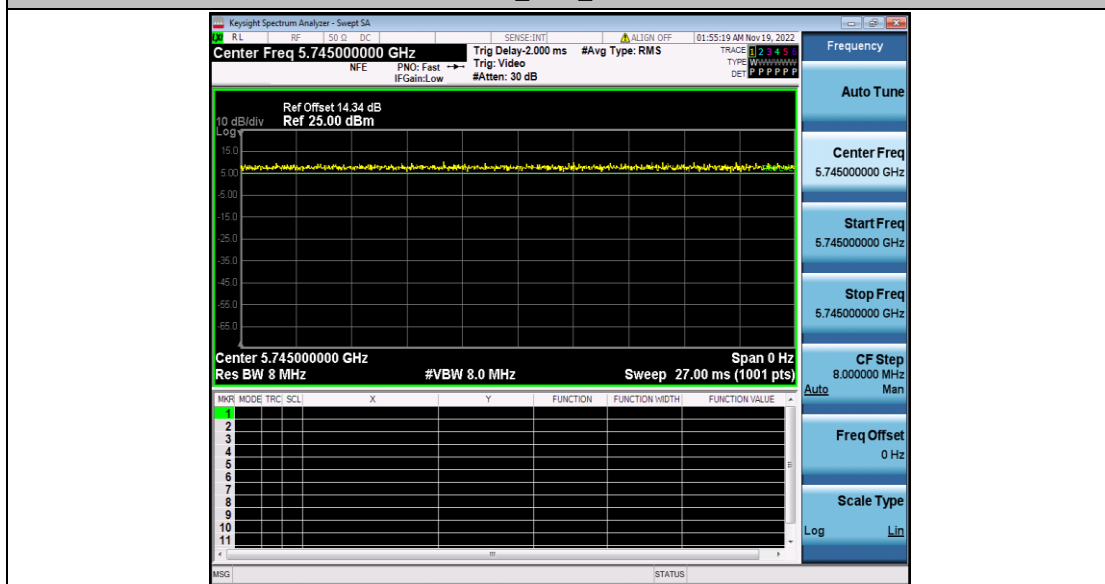 Keysight Spectrum Analyzer - Swept SA
RL RF 50 Ω DC SENSE:INT ALIGN OFF 01:55:19 AM Nov 19, 2022
Center Freq 5.745000000 GHz
NFE
PNO: Fast
IFGain:Low
Trig Delay-2.000 ms
Trig: Video
#Atten: 30 dB
#Avg Type: RMS
TRACE 1 2 3 4 5 6
TYPE WWWWWW
DET P P P P P P
Ref Offset 14.34 dB
10 dB/div Ref 25.00 dBm
Log
15.0
5.00
-5.00
-15.0
-25.0
-35.0
-45.0
-55.0
-65.0
Center 5.745000000 GHz Span 0 Hz
Res BW 8 MHz #VBW 8.0 MHz Sweep 27.00 ms (1001 pts)
MKR MODE TRC SCL X Y FUNCTION FUNCTION WIDTH FUNCTION VALUE
1
2
3
4
5
6
7
8
9
10
11
MSG STATUS
Frequency
Auto Tune
Center Freq
5.745000000 GHz
Start Freq
5.745000000 GHz
Stop Freq
5.745000000 GHz
CF Step
8.000000 MHz
Auto Man
Freq Offset
0 Hz
Scale Type
Log Lin